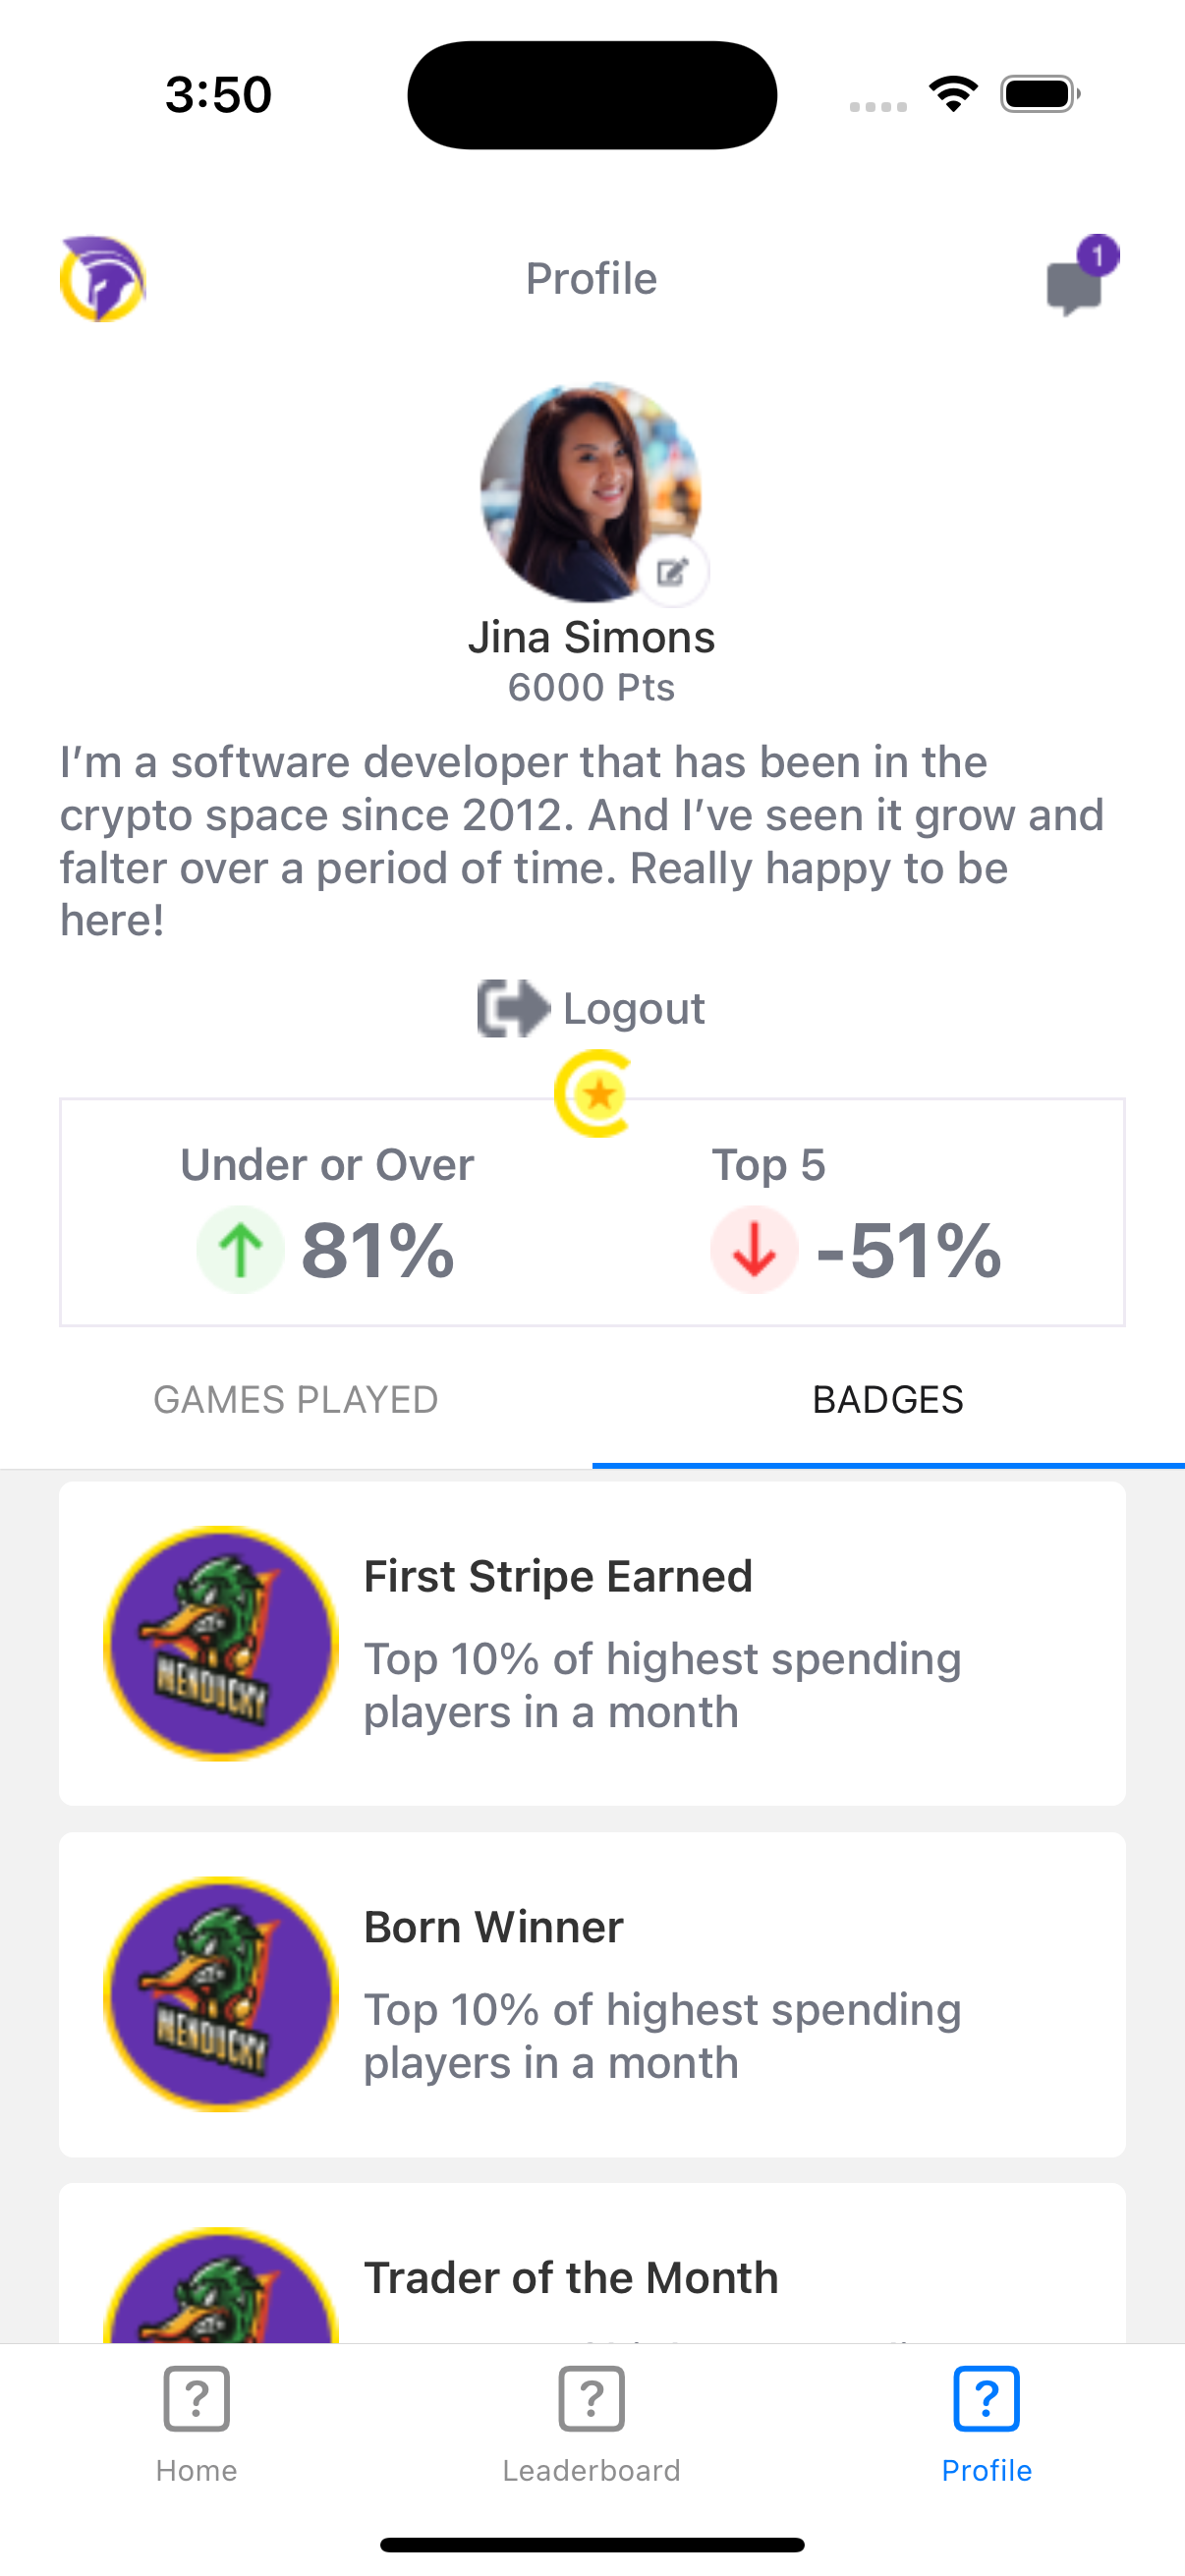 3:50
1
Profile
Jina Simons
6000 Pts
I’m a software developer that has been in the
crypto space since 2012. And I’ve seen it grow and
falter over a period of time. Really happy to be
here!
Logout
Under or Over
Top 5
81%
-51%
GAMES PLAYED
BADGES
First Stripe Earned
Top 10% of highest spending
players in a month
MENDUCKY
Born Winner
Top 10% of highest spending
players in a month
MENDUCKY
Trader of the Month
?
?
?
Home
Leaderboard
Profile